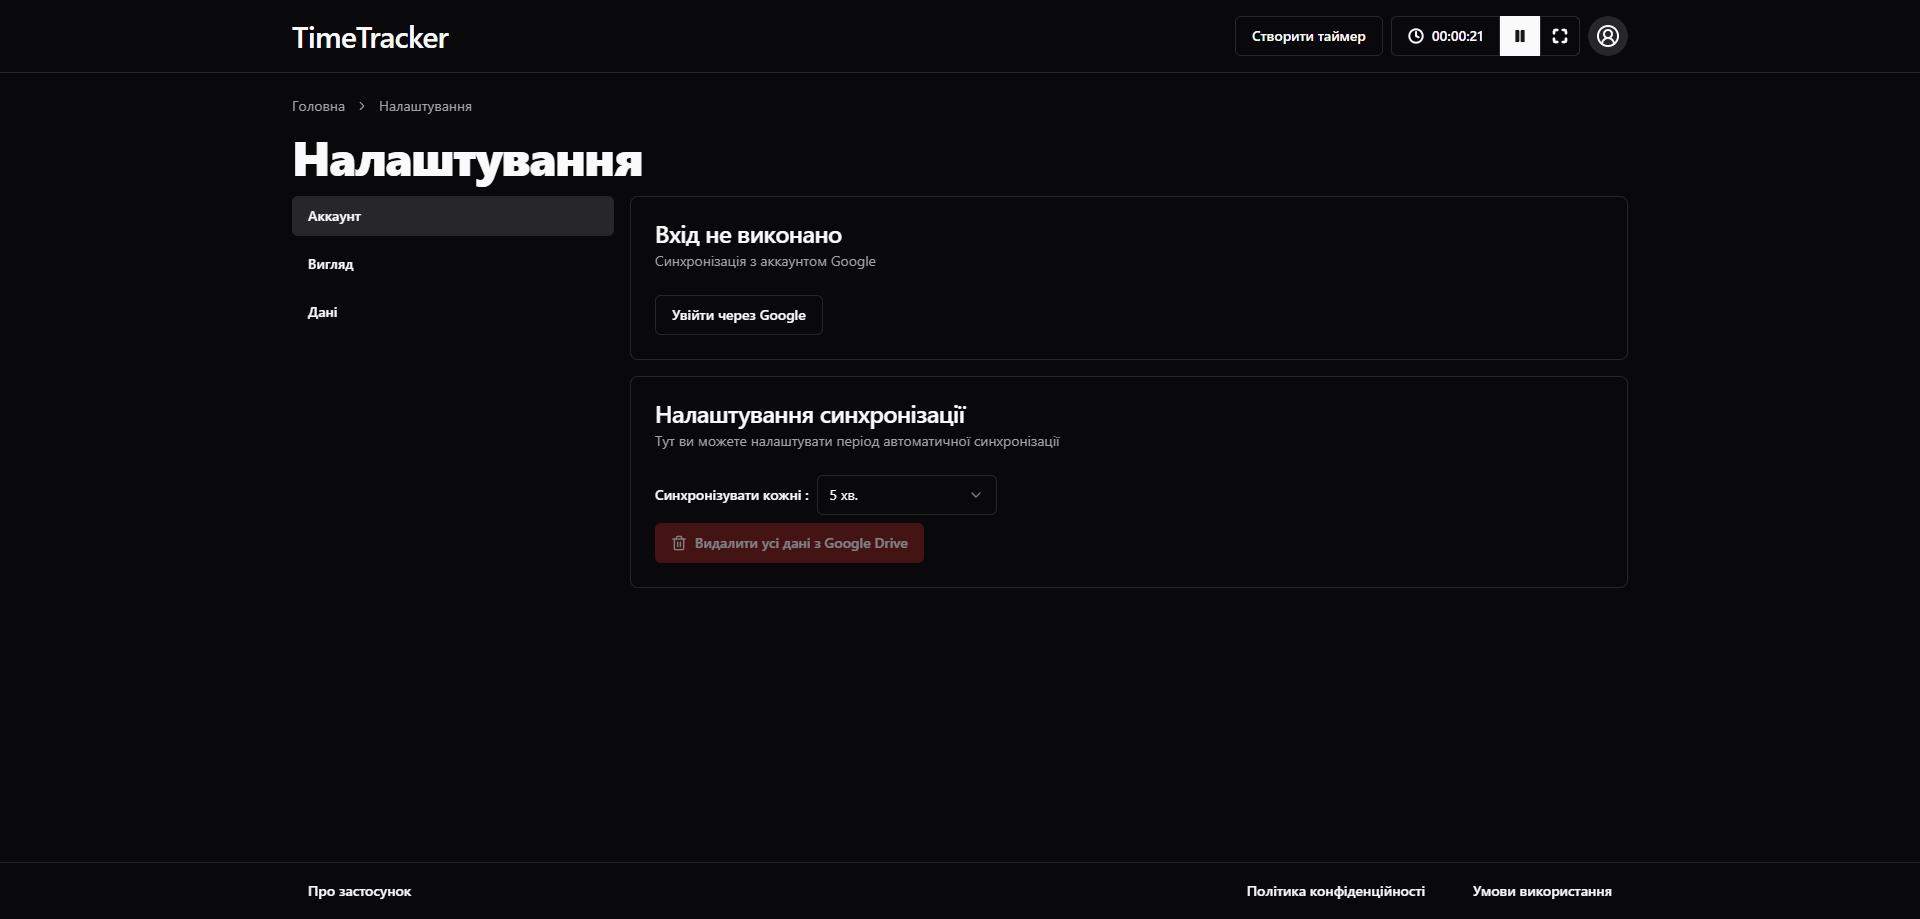 TimeTracker
Створити таймер
00:00:21
Головна
Налаштування
Налаштування
Аккаунт
Вигляд
Дані
Вхід не виконано
Синхронізація з аккаунтом Google
Увійти через Google
Налаштування синхронізації
Тут ви можете налаштувати період автоматичної синхронізації
Синхронізувати кожні :
5 хв.
Видалити усі дані з Google Drive
Про застосунок
Політика конфіденційності
Умови використання